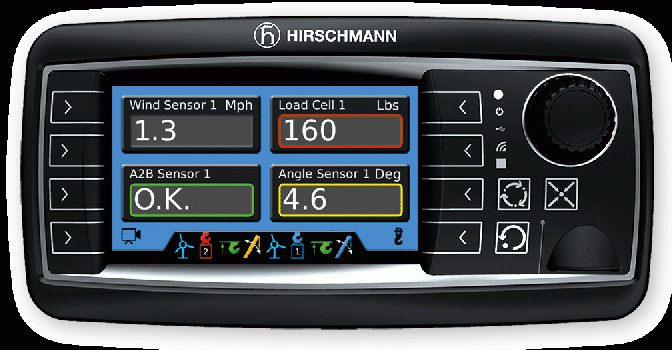 HIRSCHMANN
Wind Sensor 1 Mph
1.3
Load Cell 1 Lbs
160
A2B Sensor 1
O.K.
Angle Sensor 1 Deg
4.6
2
1